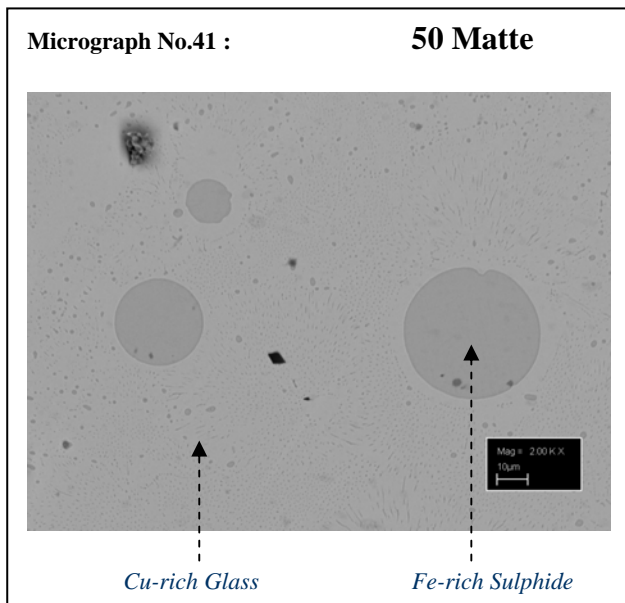 Micrograph No.41 : 50 Matte
Mag = 2.00 K X
10μm
Cu-rich Glass Fe-rich Sulphide